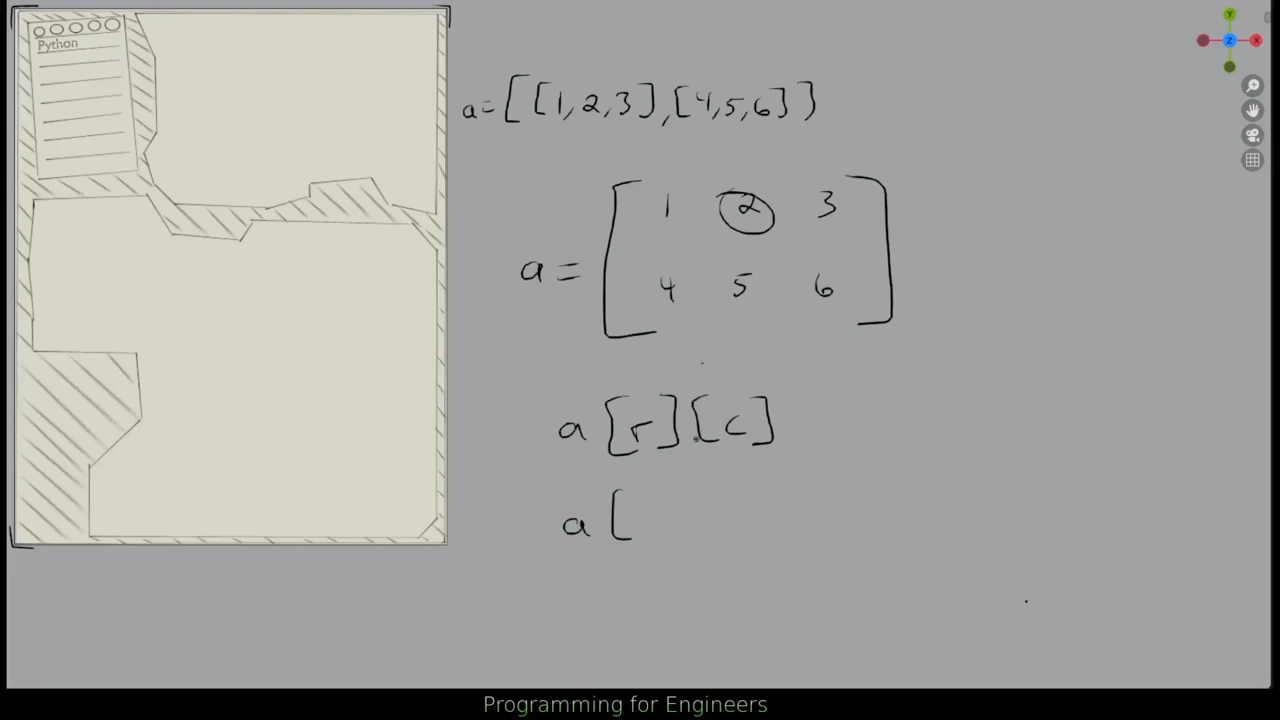 Python
a=[[1,2,3],[4,5,6]]
a=[1 2 3
4 5 6]
a[r][c]
a[
Y
Z X
Programming for Engineers